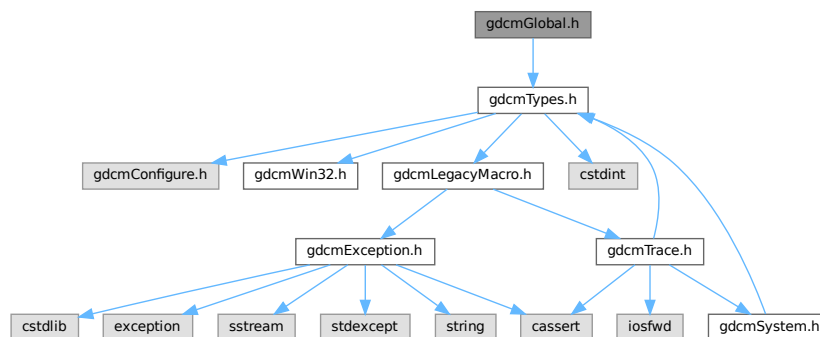 gdcmGlobal.h
gdcmTypes.h
gdcmConfigure.h
gdcmWin32.h
gdcmLegacyMacro.h
cstdint
gdcmException.h
gdcmTrace.h
cstdlib
exception
sstream
stdexcept
string
cassert
iosfwd
gdcmSystem.h